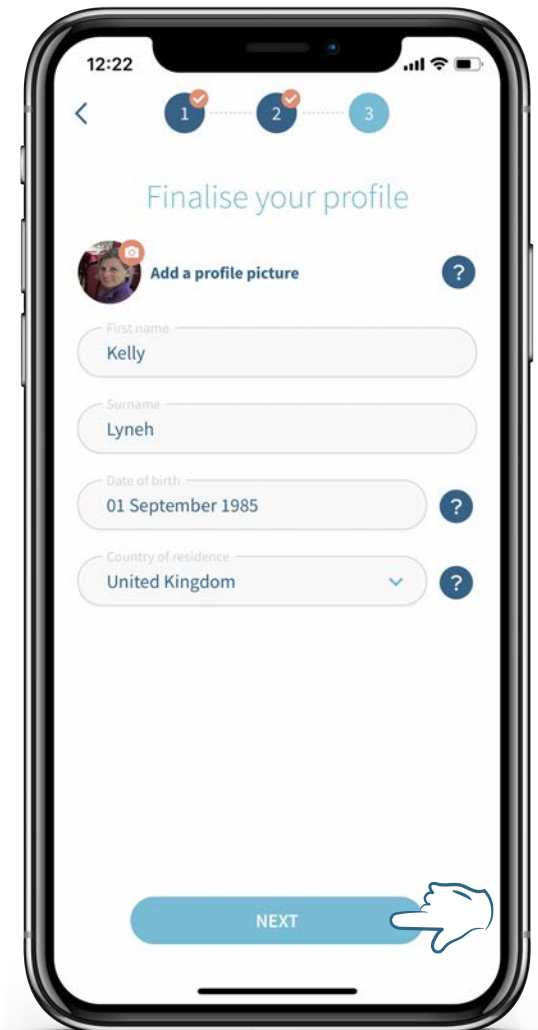 12:22
1 2 3
Finalise your profile
Add a profile picture
?
First name
Kelly
Surname
Lyneh
Date of birth
01 September 1985
?
Country of residence
United Kingdom
?
NEXT